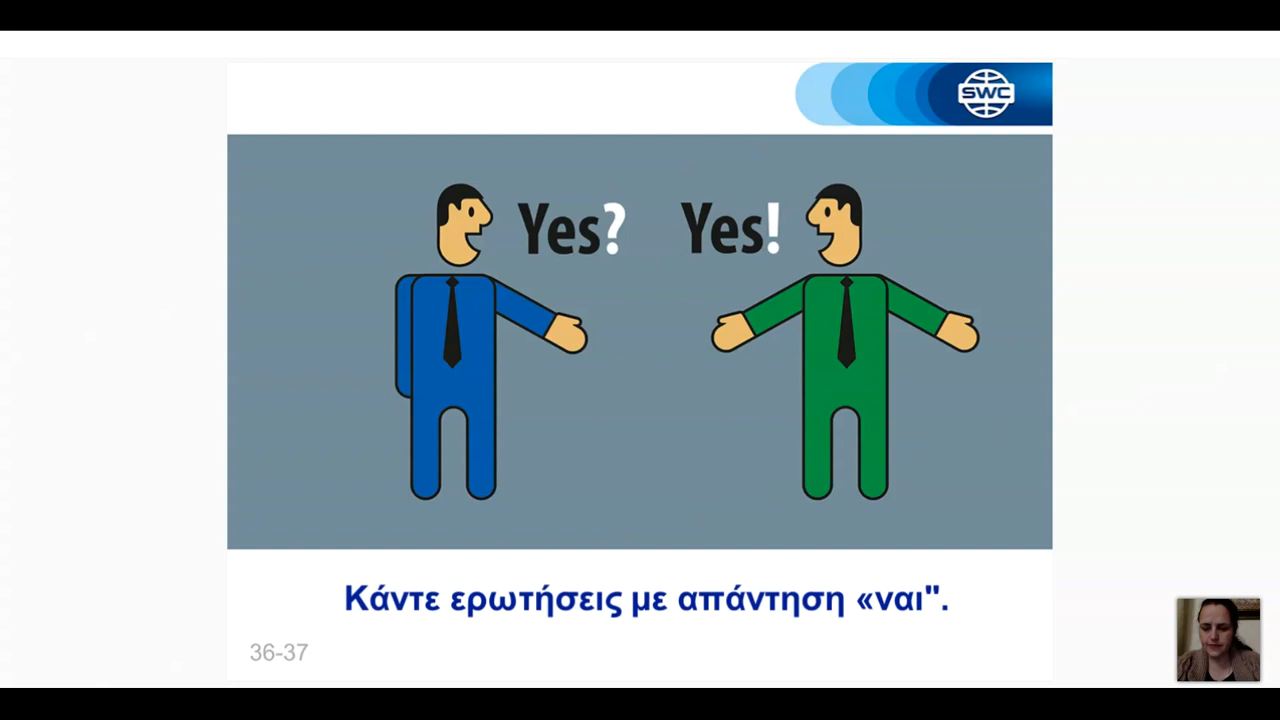 SWC
Yes? Yes!
Κάντε ερωτήσεις με απάντηση «ναι".
36-37